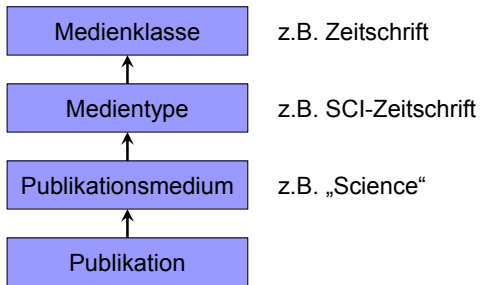 Medienklasse z.B. Zeitschrift
Medientype z.B. SCI-Zeitschrift
Publikationsmedium z.B. „Science“
Publikation